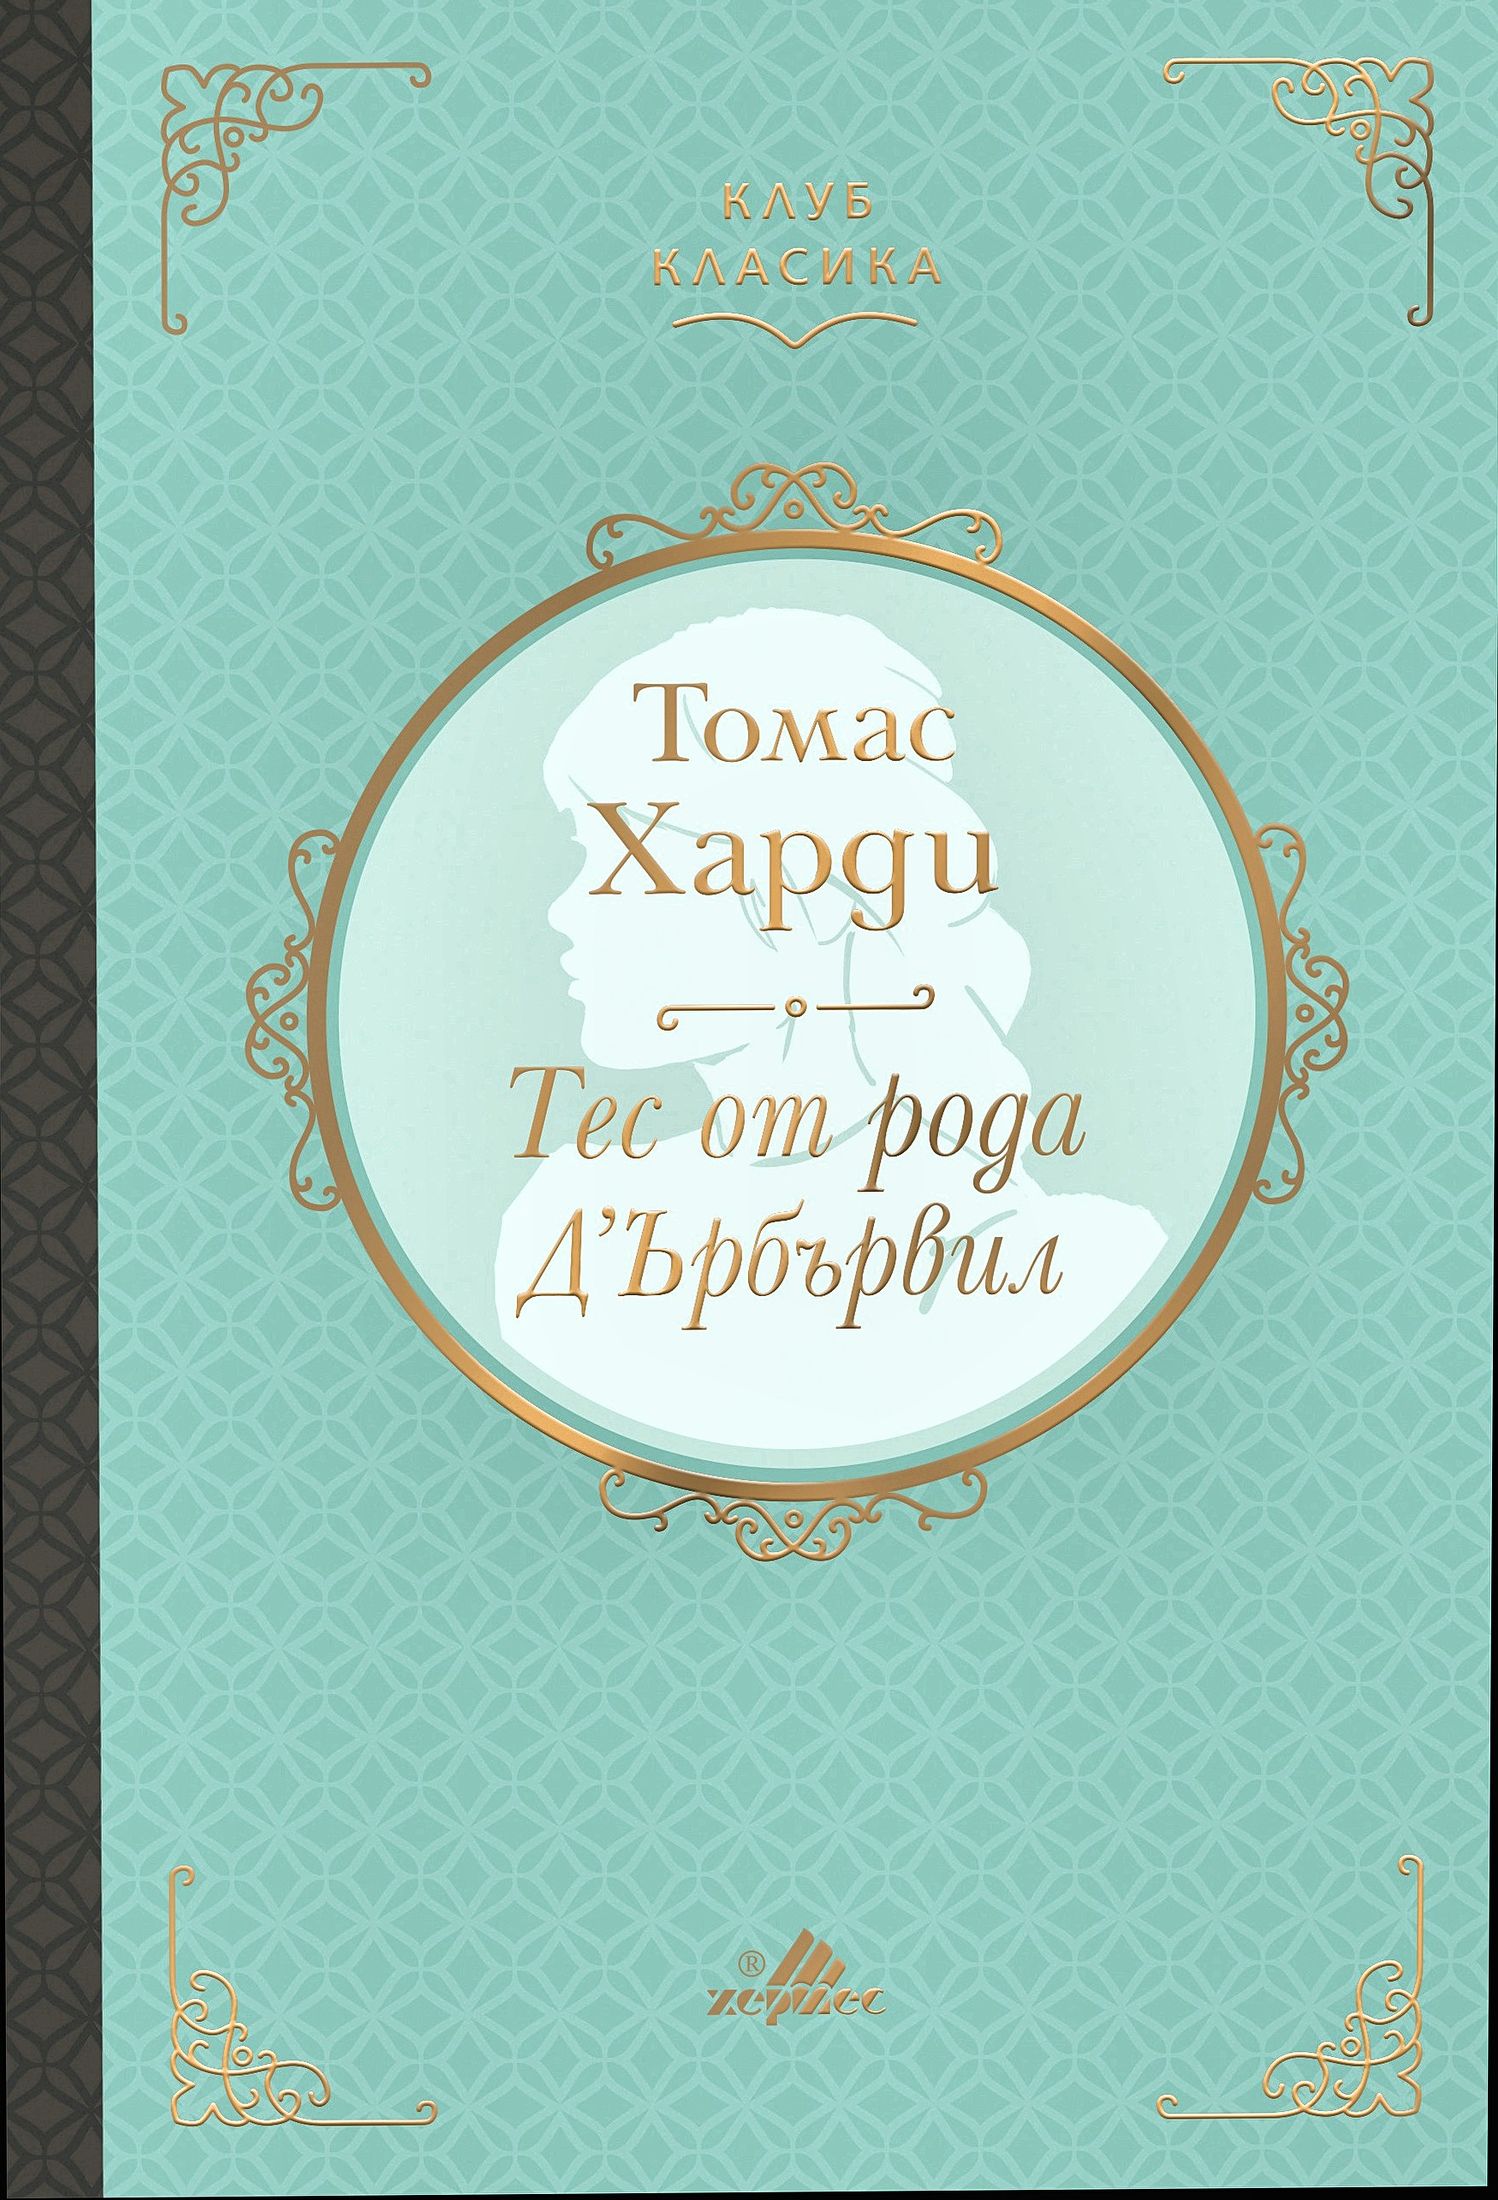 КЛУБ
КЛАСИКА
Томас
Харди
Тес от рода
Д’Ърбървил
®
хермес